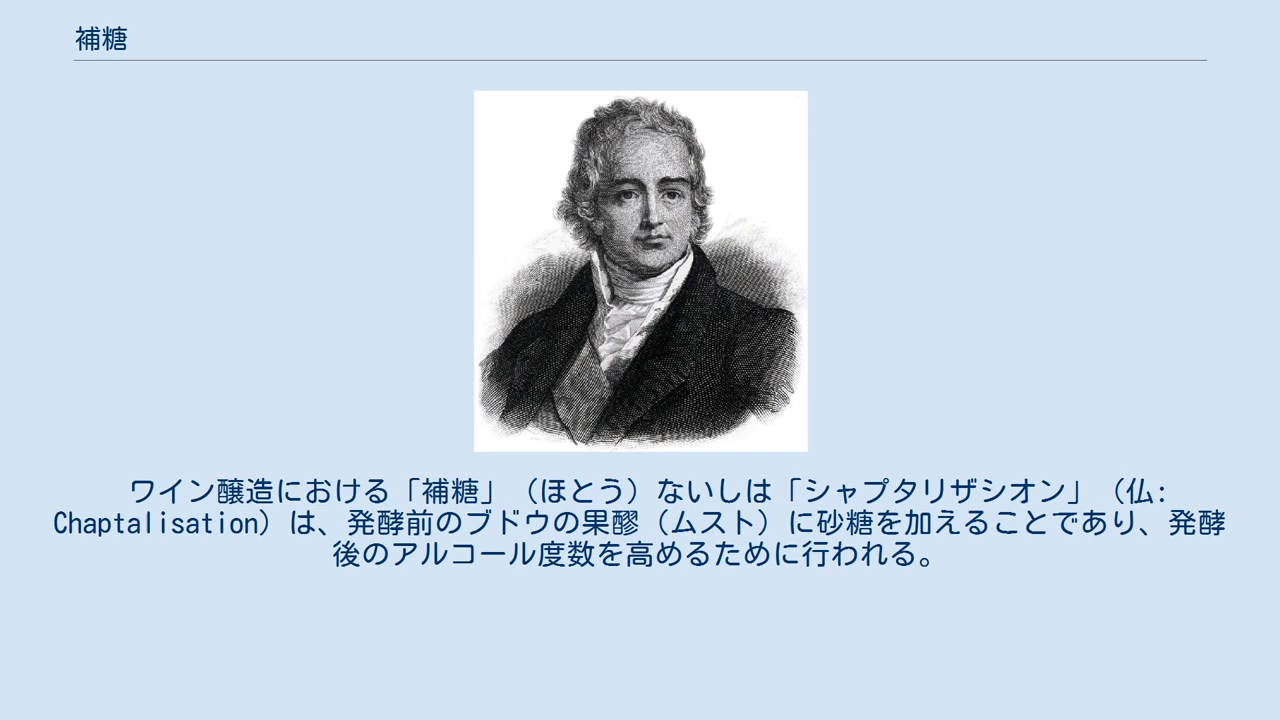 補糖
ワイン醸造における「補糖」（ほとう）ないしは「シャプタリザシオン」（仏:
Chaptalisation）は、発酵前のブドウの果醪（ムスト）に砂糖を加えることであり、発酵
後のアルコール度数を高めるために行われる。